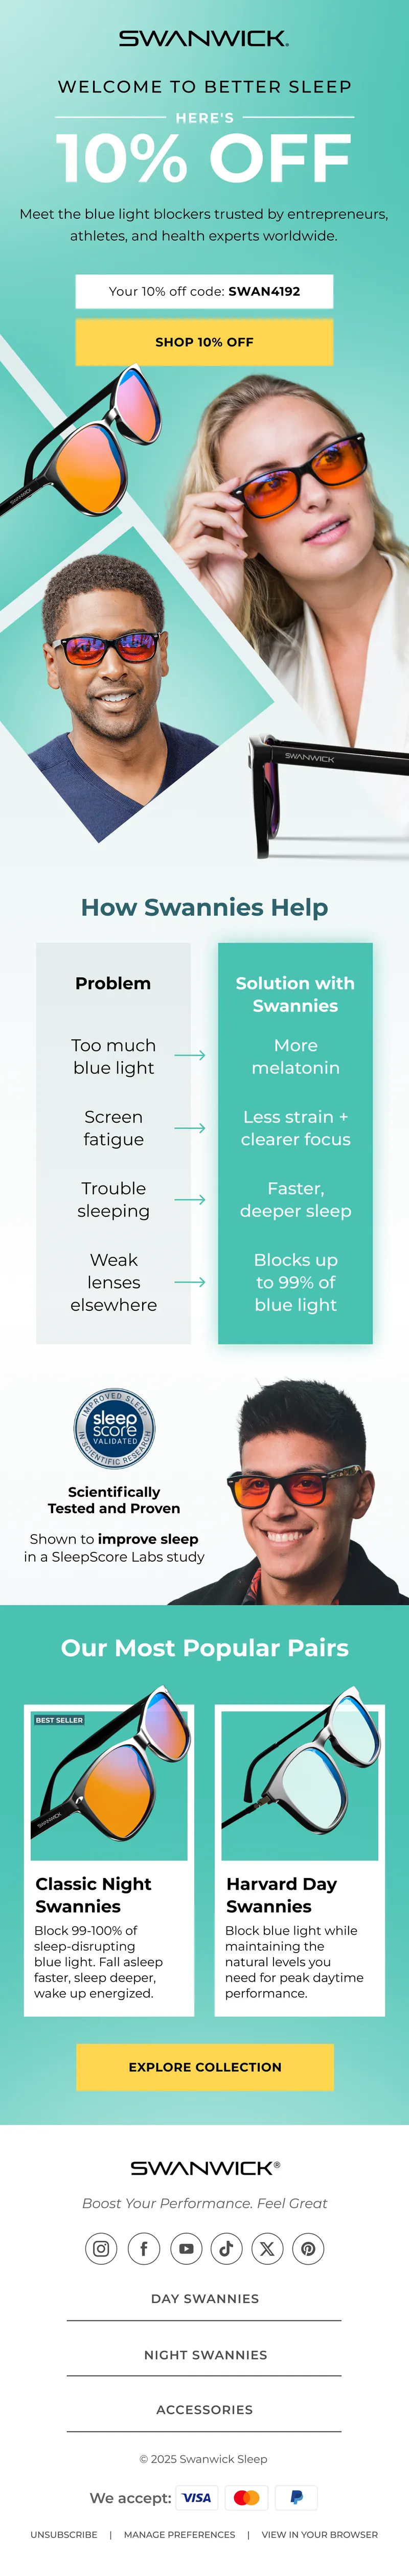 SWANWICK®
WELCOME TO BETTER SLEEP
HERE'S
10% OFF
Meet the blue light blockers trusted by entrepreneurs,
athletes, and health experts worldwide.
Your 10% off code: SWAN4192
SHOP 10% OFF
SWANWICK
SWANWICK
How Swannies Help
Problem
Solution with
Swannies
Too much
blue light
More
melatonin
Screen
fatigue
Less strain +
clearer focus
Trouble
sleeping
Faster,
deeper sleep
Weak
lenses
elsewhere
Blocks up
to 99% of
blue light
IMPROVED SLEEP
sleep
score
VALIDATED
IN SCIENTIFIC RESEARCH
Scientifically
Tested and Proven
Shown to improve sleep
in a SleepScore Labs study
Our Most Popular Pairs
BEST SELLER
SWANWICK
Classic Night
Swannies
Block 99-100% of
sleep-disrupting
blue light. Fall asleep
faster, sleep deeper,
wake up energized.
Harvard Day
Swannies
Block blue light while
maintaining the
natural levels you
need for peak daytime
performance.
EXPLORE COLLECTION
SWANWICK®
Boost Your Performance. Feel Great
DAY SWANNIES
NIGHT SWANNIES
ACCESSORIES
© 2025 Swanwick Sleep
We accept: VISA
UNSUBSCRIBE | MANAGE PREFERENCES | VIEW IN YOUR BROWSER